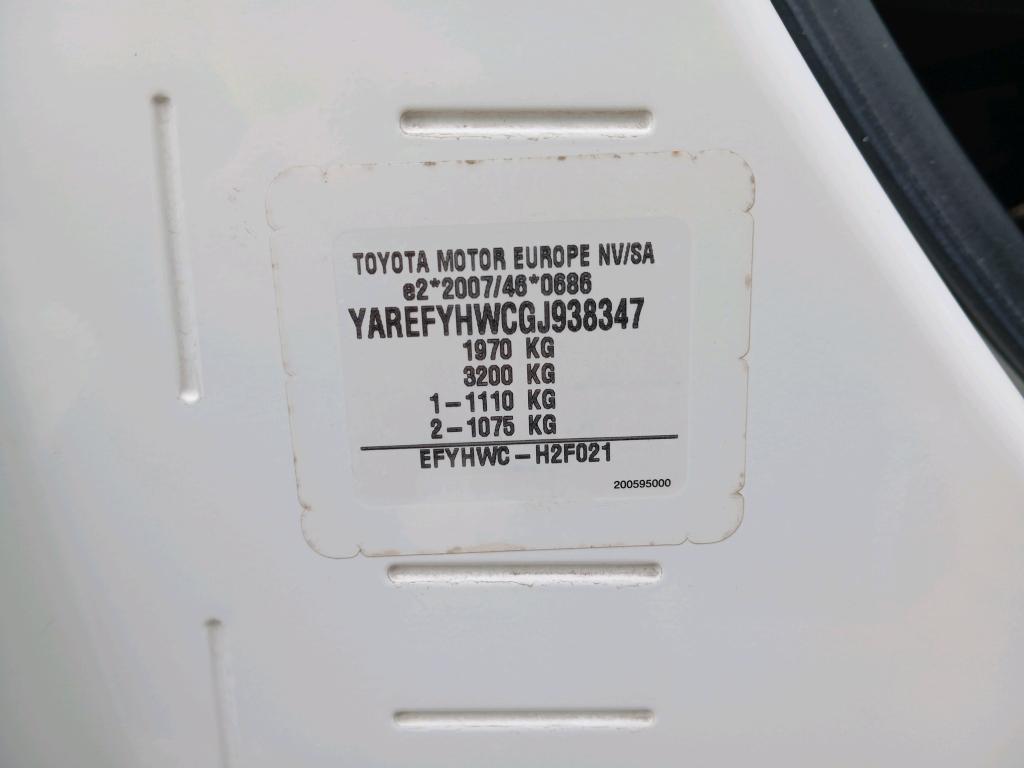 TOYOTA MOTOR EUROPE NV/SA
e2*2007/46*0686
YAREFYHWCGJ938347
1970 KG
3200 KG
1-1110 KG
2-1075 KG
EFYHWC-H2F021
200595000